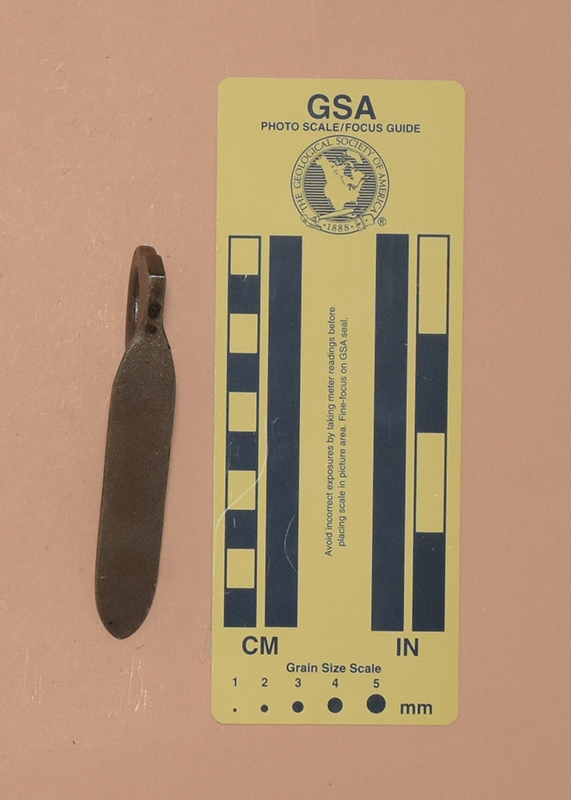 GSA
PHOTO SCALE/FOCUS GUIDE
THE GEOLOGICAL SOCIETY OF AMERICA
·1888·
®
Avoid incorrect exposures by taking meter readings before
placing scale in picture area. Fine-focus on GSA seal.
CM
IN
Grain Size Scale
1 2 3 4 5
mm